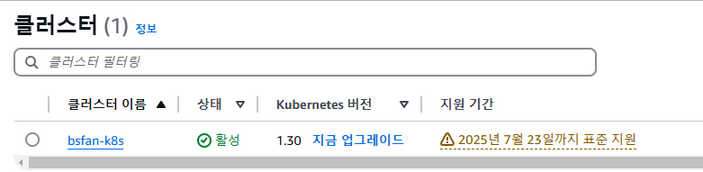 클러스터 (1) 정보
클러스터 필터링
클러스터 이름 상태 Kubernetes 버전 지원 기간
bsfan-k8s 활성 1.30 지금 업그레이드 2025년 7월 23일까지 표준 지원